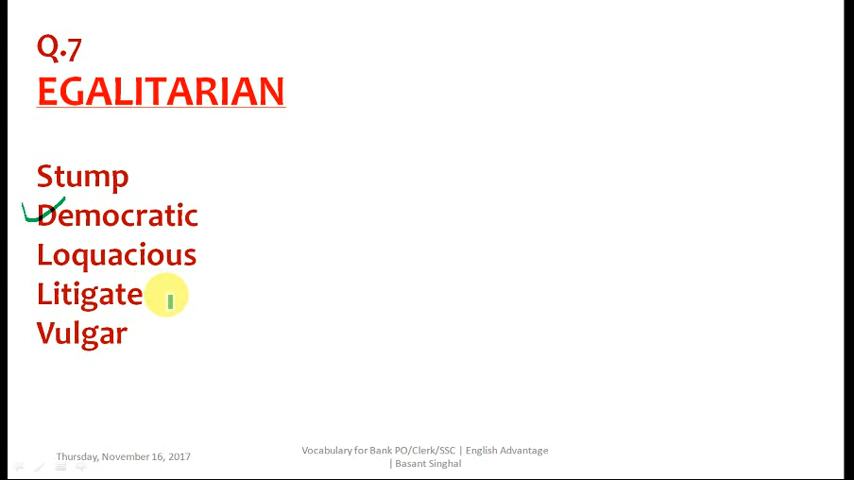 Q.7
EGALITARIAN
Stump
Democratic
Loquacious
Litigate
Vulgar
Thursday, November 16, 2017
Vocabulary for Bank PO/Clerk/SSC | English Advantage
| Basant Singhal